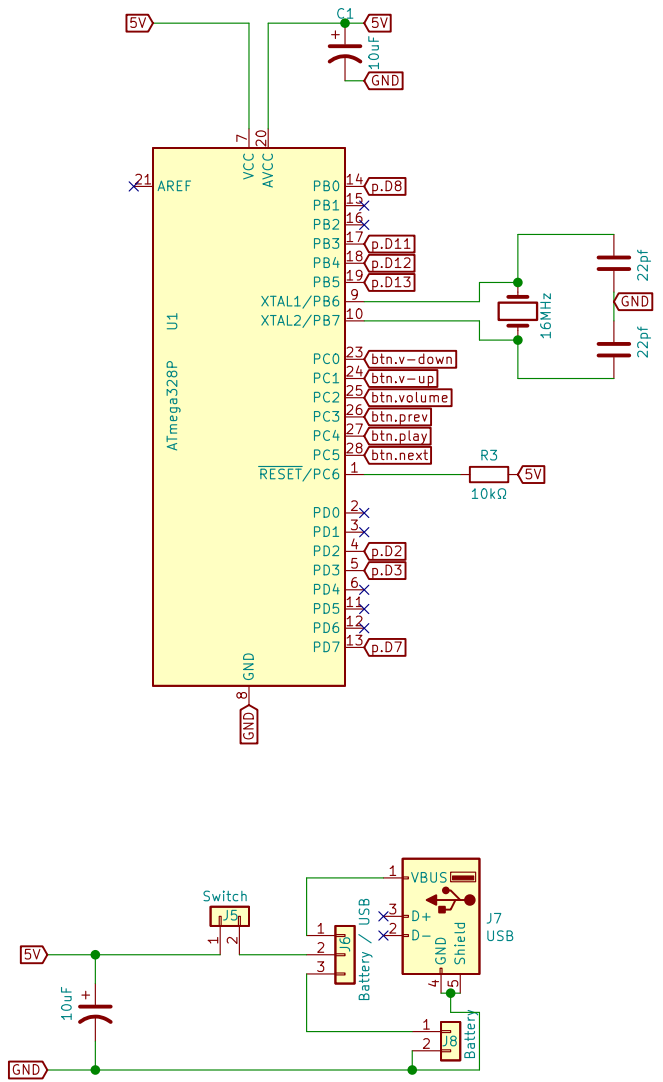 C1
5V
5V
+
10uF
GND
7
20
VCC
AVCC
21
AREF
PB0
14
p.D8
PB1
15
PB2
16
PB3
17
p.D11
PB4
18
p.D12
PB5
19
p.D13
XTAL1/PB6
9
XTAL2/PB7
10
16MHz
22pf
GND
22pf
U1
ATmega328P
PC0
23
btn.v-down
PC1
24
btn.v-up
PC2
25
btn.volume
PC3
26
btn.prev
PC4
27
btn.play
PC5
28
btn.next
RESET/PC6
1
R3
10kΩ
5V
PD0
2
PD1
3
PD2
4
p.D2
PD3
5
p.D3
PD4
6
PD5
11
PD6
12
PD7
13
p.D7
GND
8
GND
Switch
J5
1
2
5V
+
10uF
GND
1
2
3
J6
Battery / USB
1
VBUS
3
D+
2
D-
GND
Shield
4
5
J7
USB
1
2
J8
Battery